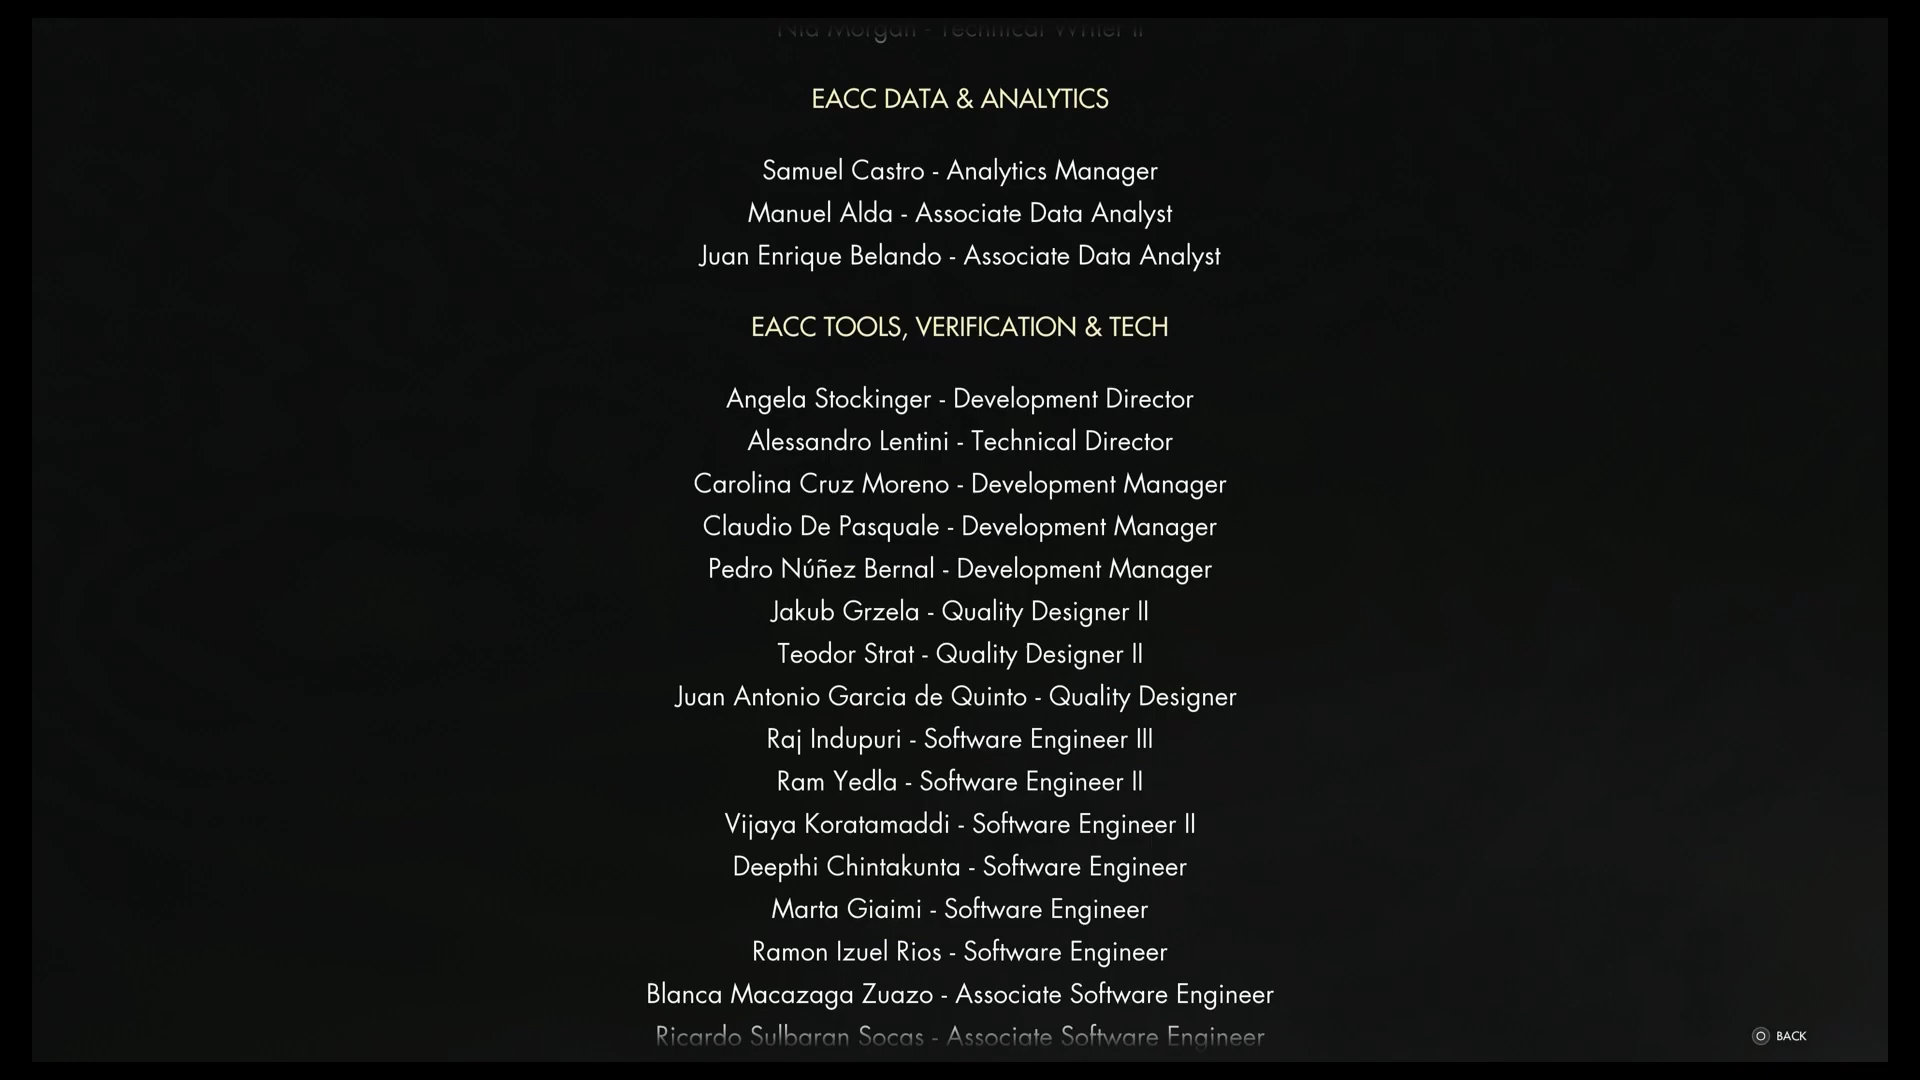 Nia Morgan - Technical Writer II
EACC DATA & ANALYTICS
Samuel Castro - Analytics Manager
Manuel Alda - Associate Data Analyst
Juan Enrique Belando - Associate Data Analyst
EACC TOOLS, VERIFICATION & TECH
Angela Stockinger - Development Director
Alessandro Lentini - Technical Director
Carolina Cruz Moreno - Development Manager
Claudio De Pasquale - Development Manager
Pedro Núñez Bernal - Development Manager
Jakub Grzela - Quality Designer II
Teodor Strat - Quality Designer II
Juan Antonio Garcia de Quinto - Quality Designer
Raj Indupuri - Software Engineer III
Ram Yedla - Software Engineer II
Vijaya Koratamaddi - Software Engineer II
Deepthi Chintakunta - Software Engineer
Marta Giaimi - Software Engineer
Ramon Izuel Rios - Software Engineer
Blanca Macazaga Zuazo - Associate Software Engineer
Ricardo Sulbaran Socas - Associate Software Engineer
BACK